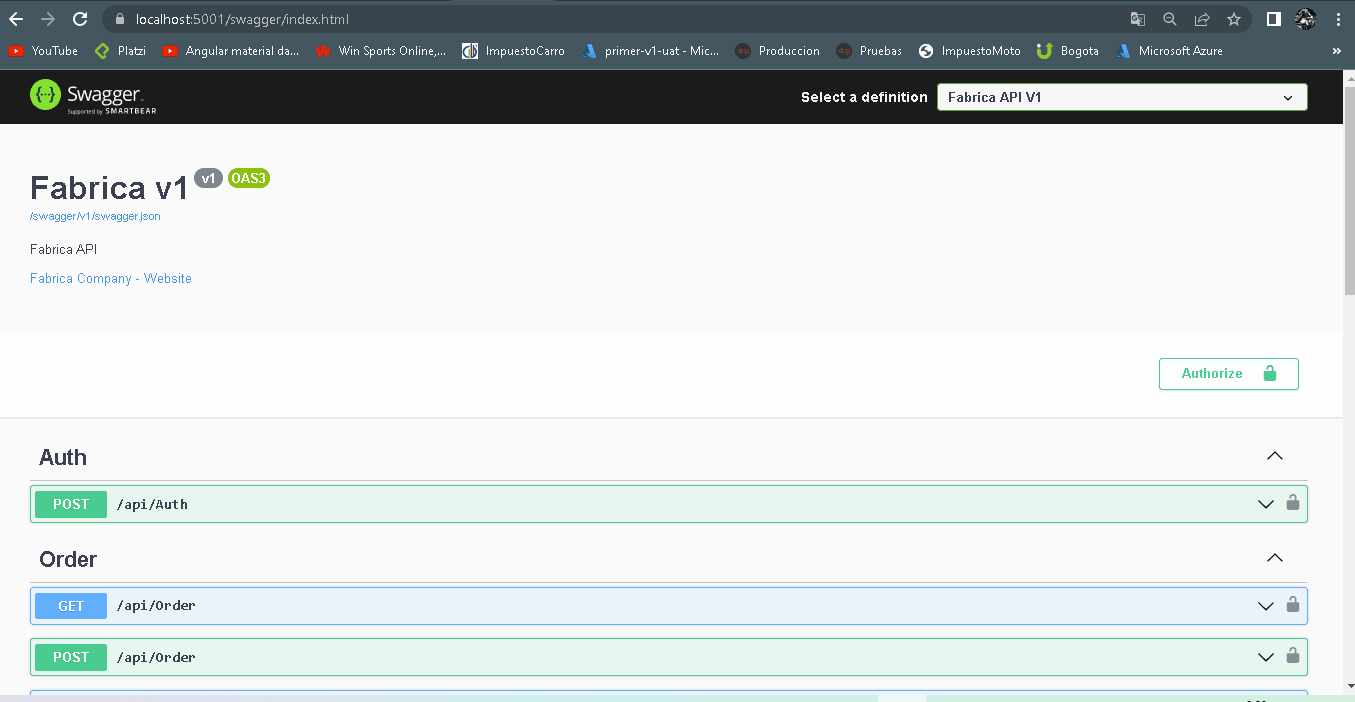 localhost:5001/swagger/index.html
YouTube Platzi Angular material da... Win Sports Online,... ImpuestoCarro primer-v1-uat - Mic... Produccion Pruebas ImpuestoMoto Bogota Microsoft Azure »
{···} Swagger
Supported by SMARTBEAR
Select a definition Fabrica API V1
Fabrica v1 v1 OAS3
/swagger/v1/swagger.json
Fabrica API
Fabrica Company - Website
Authorize
Auth
POST /api/Auth
Order
GET /api/Order
POST /api/Order